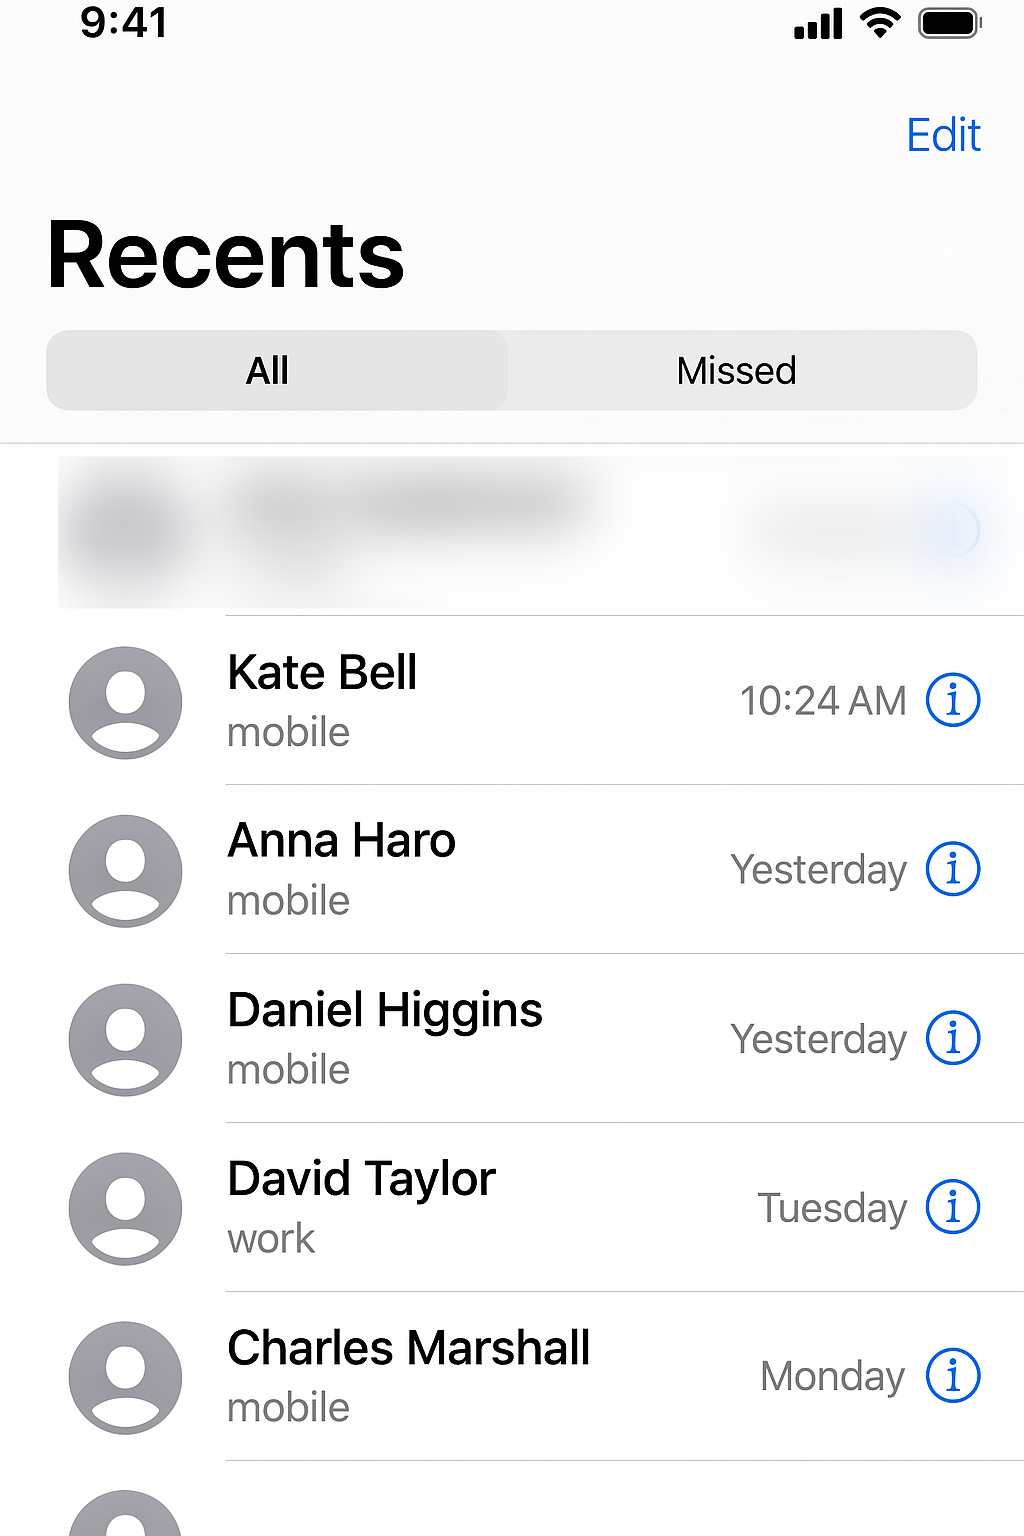 9:41
Edit
Recents
All Missed
Kate Bell
mobile
10:24 AM
Anna Haro
mobile
Yesterday
Daniel Higgins
mobile
Yesterday
David Taylor
work
Tuesday
Charles Marshall
mobile
Monday